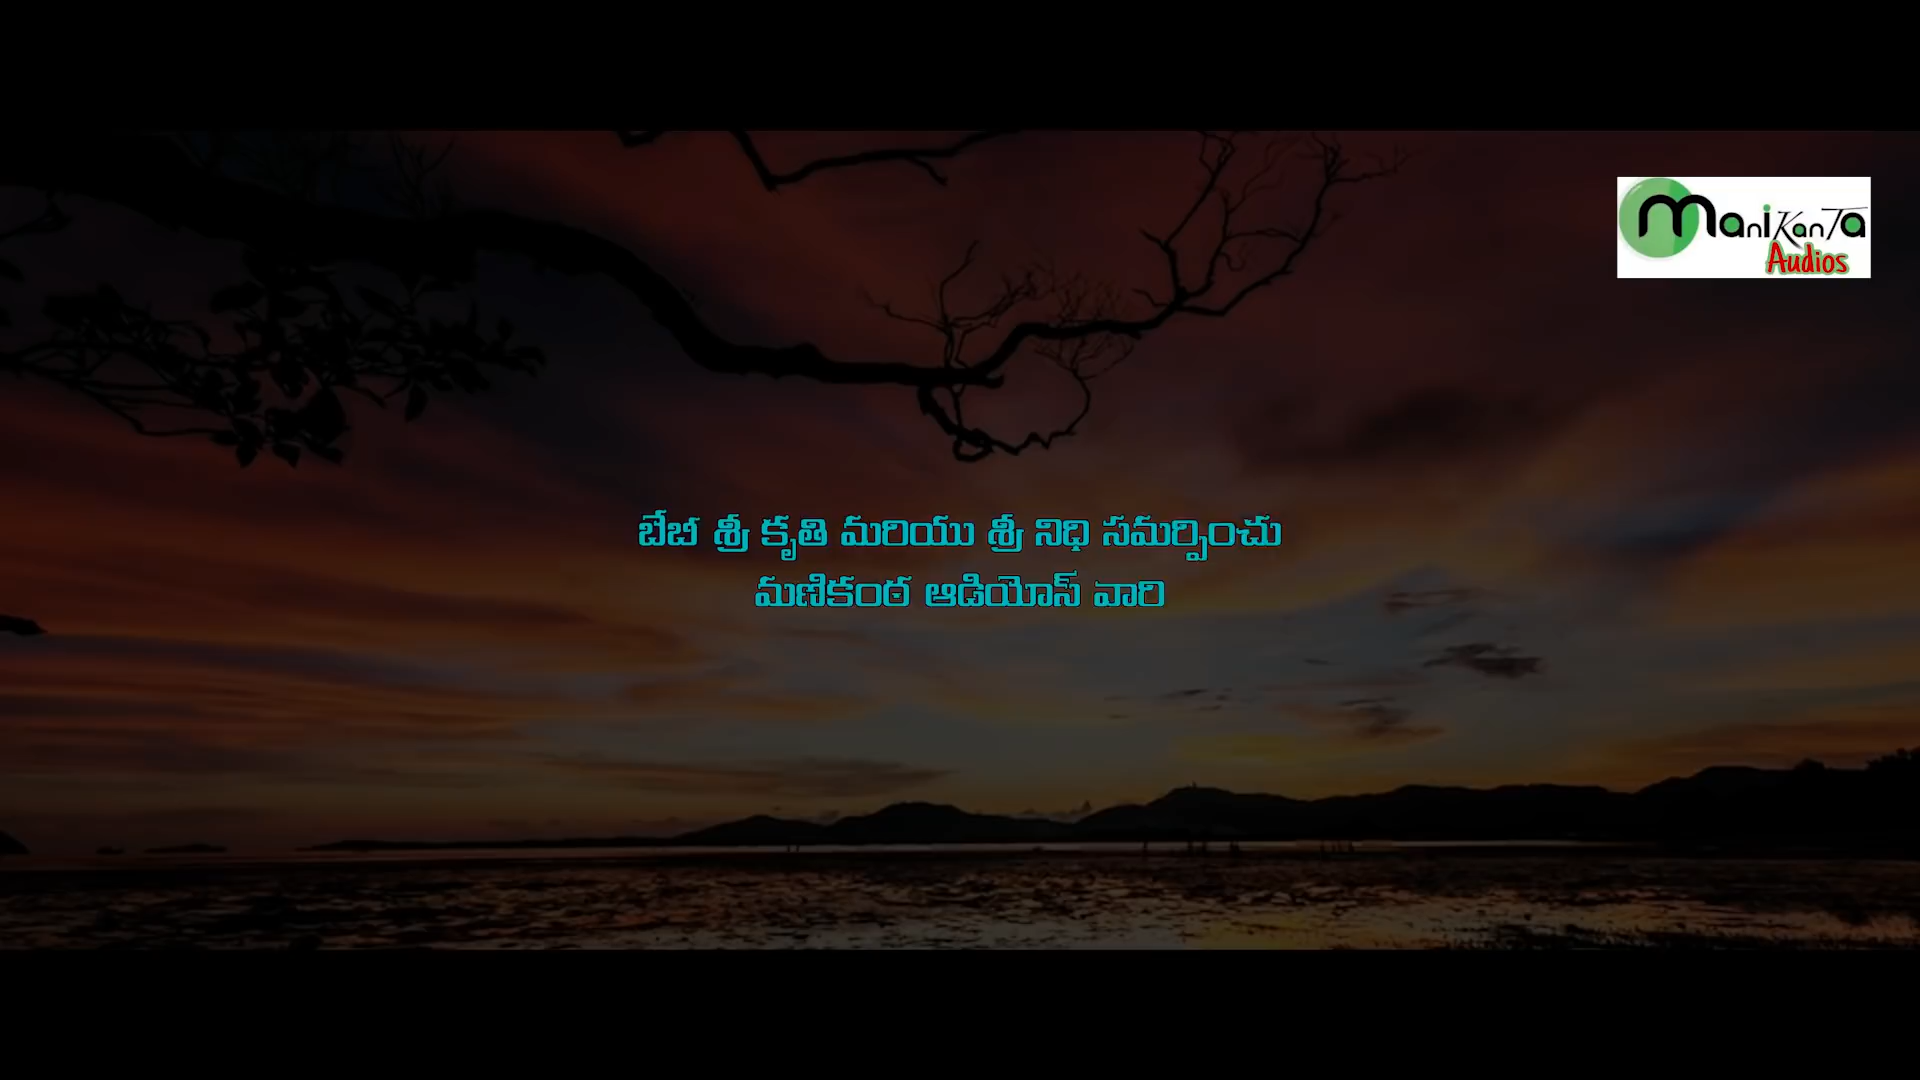 ManiKanTa
Audios
బేబీ శ్రీ కృతి మరియు శ్రీ నిధి సమర్పించు
మణికంఠ ఆడియోస్ వారి